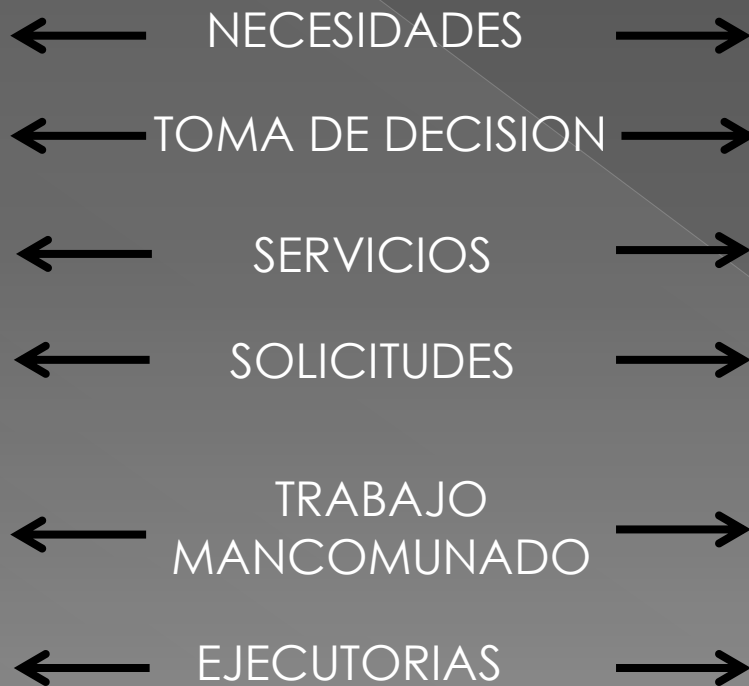 NECESIDADES
TOMA DE DECISION
SERVICIOS
SOLICITUDES
TRABAJO
MANCOMUNADO
EJECUTORIAS